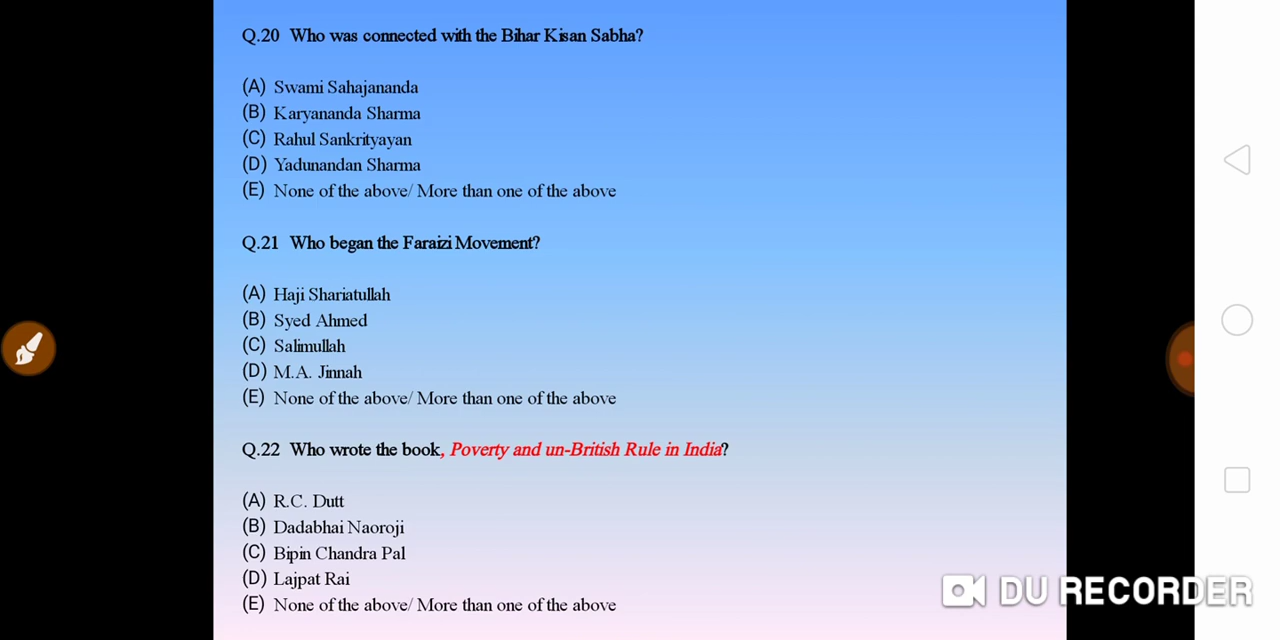 Q.20 Who was connected with the Bihar Kisan Sabha?
(A) Swami Sahajananda
(B) Karyananda Sharma
(C) Rahul Sankrityayan
(D) Yadunandan Sharma
(E) None of the above/ More than one of the above
Q.21 Who began the Faraizi Movement?
(A) Haji Shariatullah
(B) Syed Ahmed
(C) Salimullah
(D) M.A. Jinnah
(E) None of the above/ More than one of the above
Q.22 Who wrote the book, Poverty and un-British Rule in India?
(A) R.C. Dutt
(B) Dadabhai Naoroji
(C) Bipin Chandra Pal
(D) Lajpat Rai
(E) None of the above/ More than one of the above
DU RECORDER